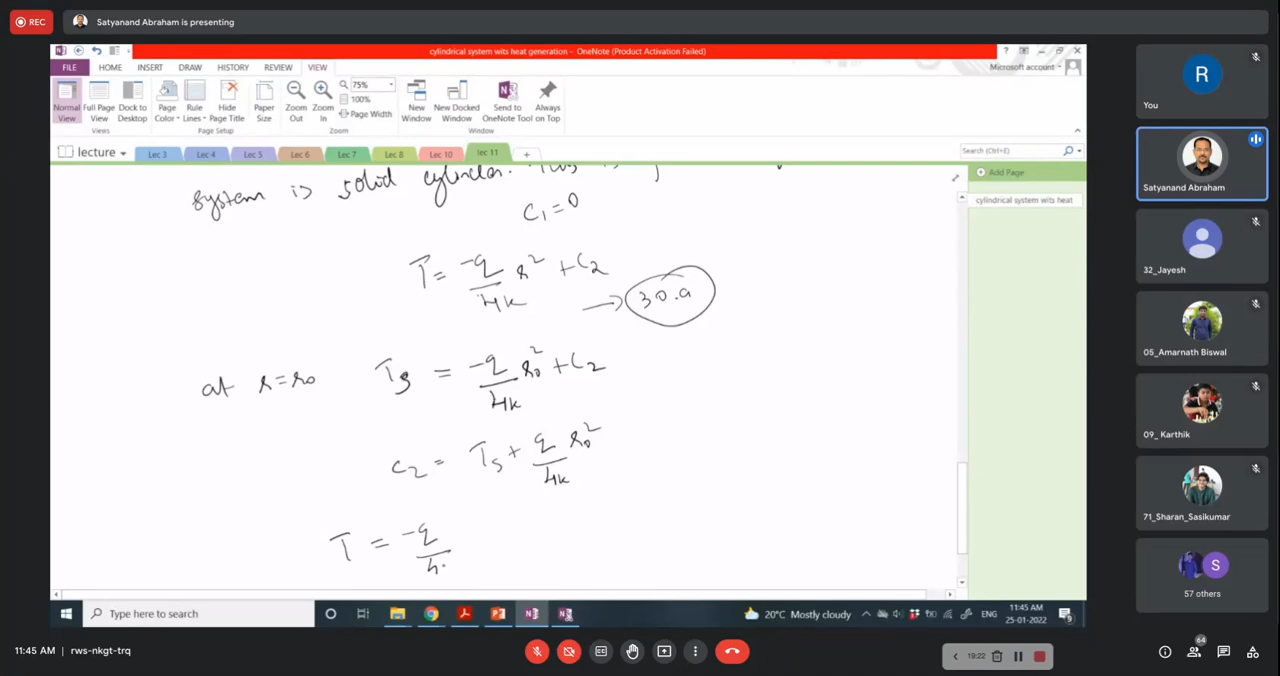 REC
Satyanand Abraham is presenting
cylindrical system wits heat generation - OneNote (Product Activation Failed)
FILE HOME INSERT DRAW HISTORY REVIEW VIEW
Microsoft account
Normal View
Full Page View
Dock to Desktop
Views
Page Color
Rule Lines
Hide Page Title
Page Setup
Paper Size
Zoom Out
Zoom In
75%
100%
Page Width
Zoom
New Window
New Docked Window
Send to OneNote Tool
Always on Top
Window
lecture
Lec 3 Lec 4 Lec 5 Lec 6 Lec 7 Lec 8 Lec 10 lec 11 +
Search (Ctrl+E)
Add Page
cylindrical system wits heat
system is solid cylinder.
C1=0
T = -q/4k r² + C2
→ 30.a
at r=r0 Ts = -q/4k r0² + C2
C2 = Ts + q/4k r0²
T = -q/4
R
You
Satyanand Abraham
32_Jayesh
05_Amarnath Biswal
09_ Karthik
71_Sharan_Sasikumar
S
57 others
Type here to search
20°C Mostly cloudy
ENG
11:45 AM
25-01-2022
9
11:45 AM | rws-nkgt-trq
19:22
64